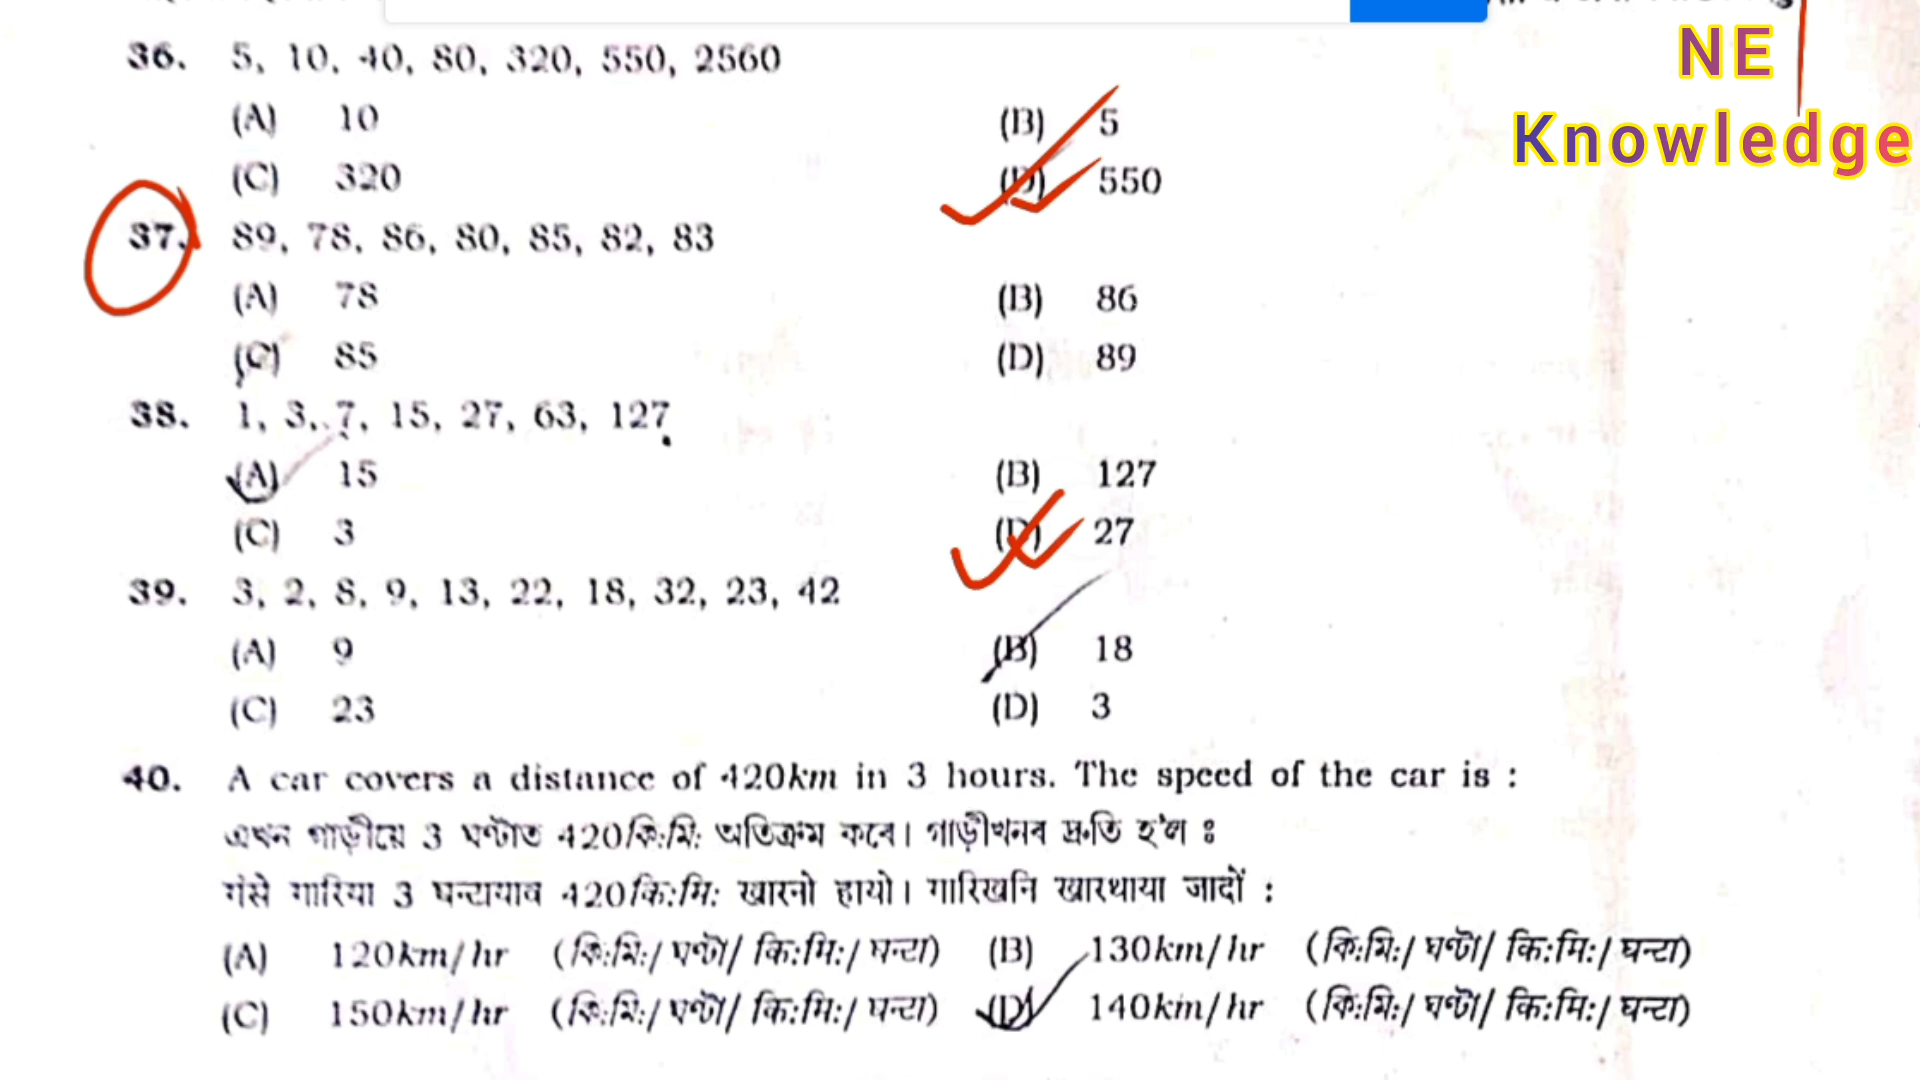 NE
Knowledge
36. 5, 10, 40, 80, 320, 550, 2560
(A) 10 (B) 5
(C) 320 (D) 550
37. 89, 78, 86, 80, 85, 82, 83
(A) 78 (B) 86
(C) 85 (D) 89
38. 1, 3, 7, 15, 27, 63, 127
(A) 15 (B) 127
(C) 3 (D) 27
39. 3, 2, 8, 9, 13, 22, 18, 32, 23, 42
(A) 9 (B) 18
(C) 23 (D) 3
40. A car covers a distance of 420km in 3 hours. The speed of the car is :
এখন গাড়ীয়ে 3 ঘণ্টাত 420কি:মি: অতিক্ৰম কৰে। গাড়ীখনৰ দ্ৰুতি হ'ল ঃ
गंसे गारिया 3 घन्टायाव 420कि:मि: खारनो हायो। गारिखनि खारथाया जादों :
(A) 120km/hr (কি:মি:/ ঘণ্টা/ कि:मि:/ घन्टा) (B) 130km/hr (কি:মি:/ ঘণ্টা/ कि:मि:/ घन्टा)
(C) 150km/hr (কি:মি:/ ঘণ্টা/ कि:मि:/ घन्टा) (D) 140km/hr (কি:মি:/ ঘণ্টা/ कि:मि:/ घन्टा)